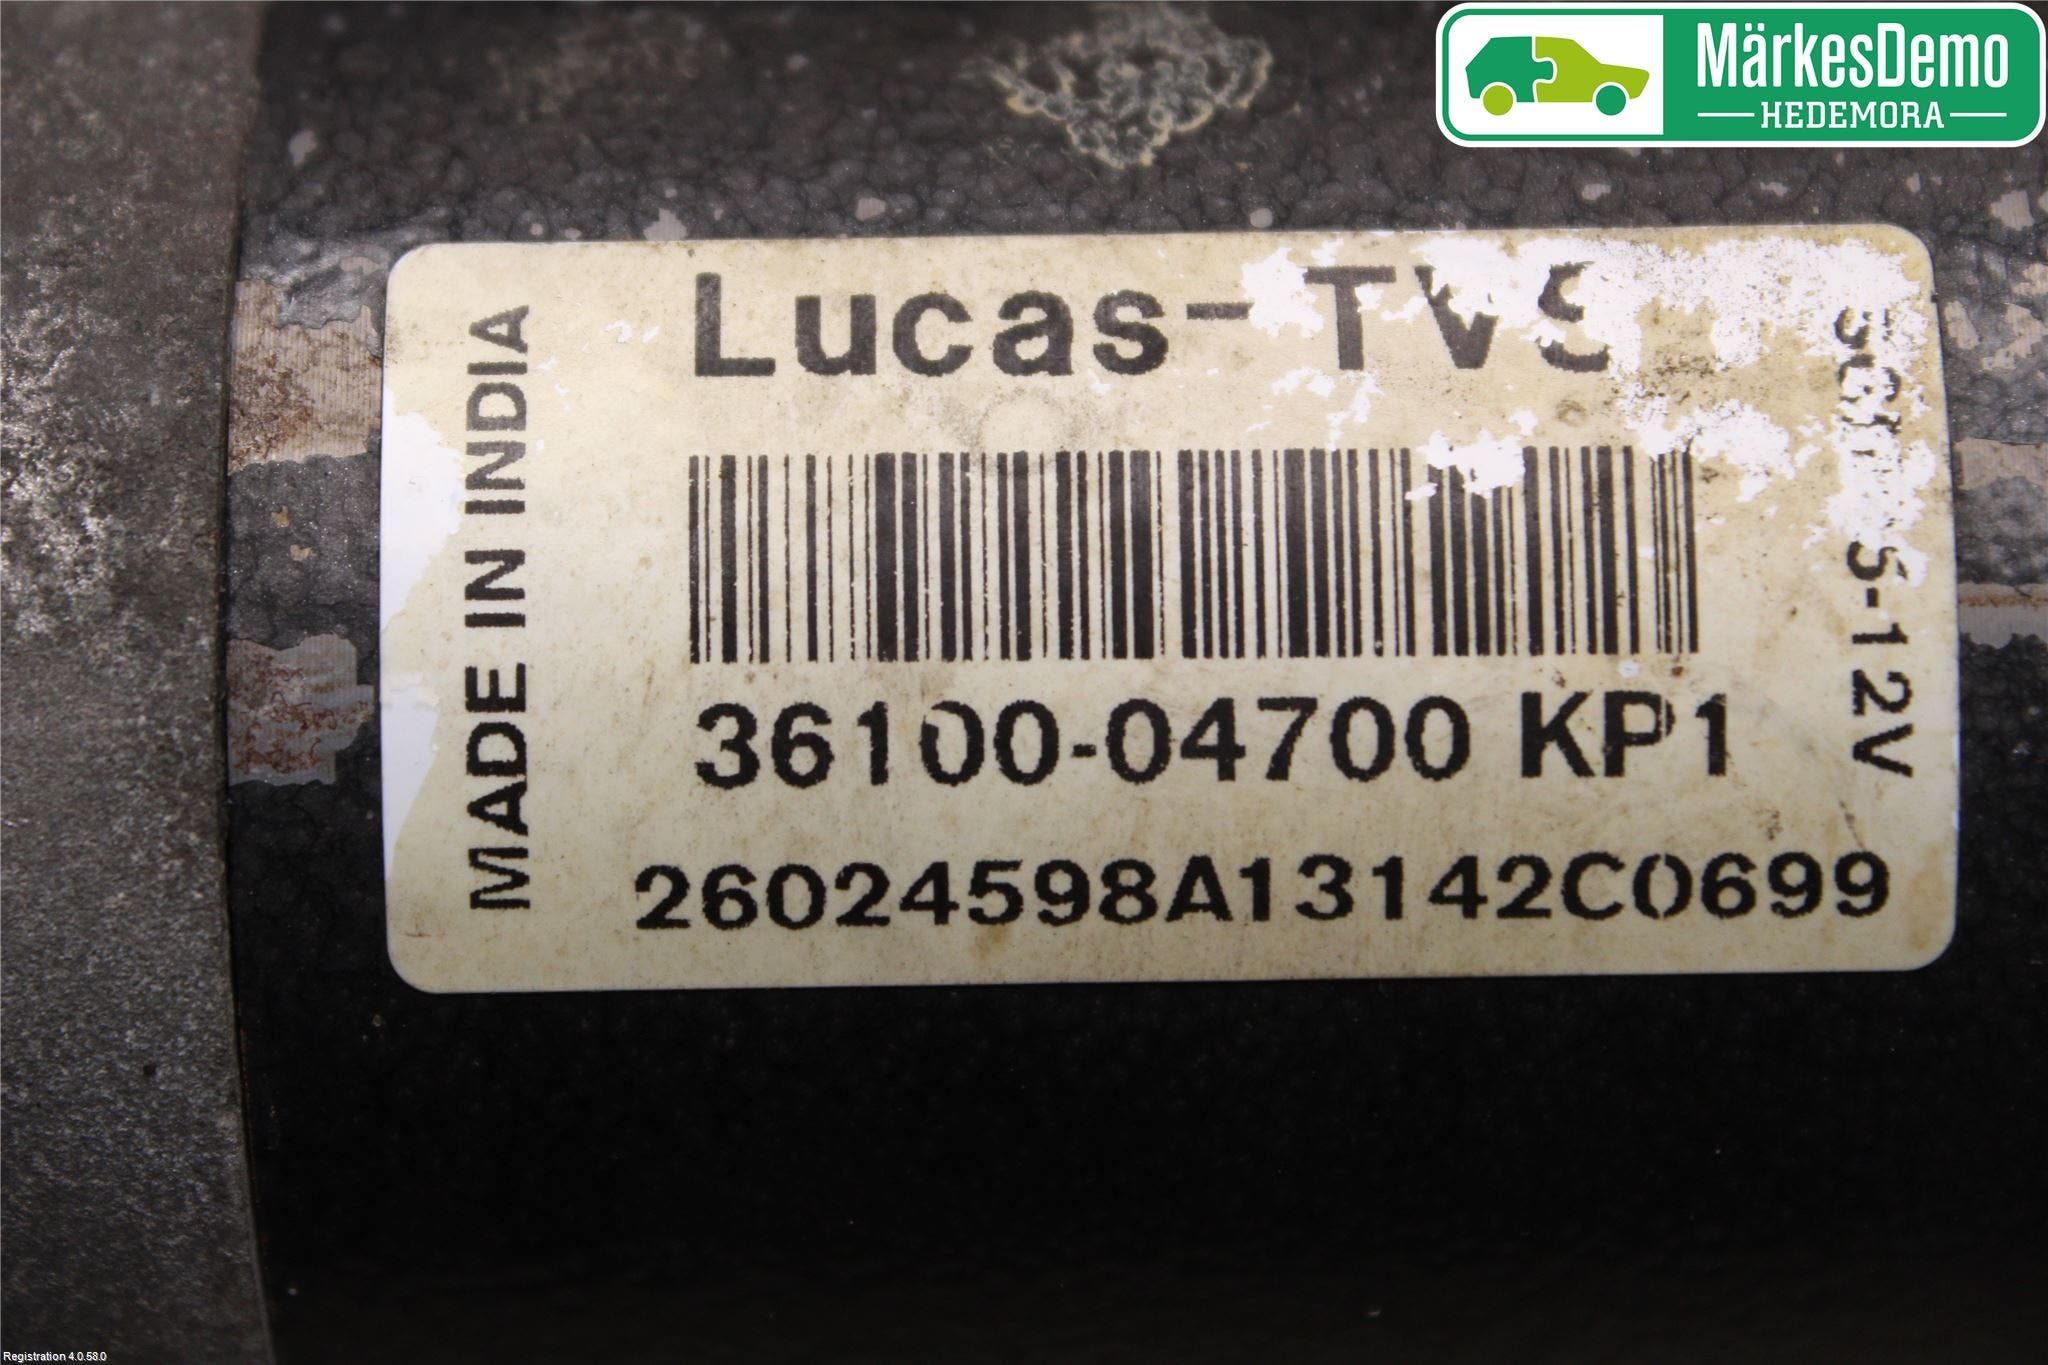 MärkesDemo
HEDEMORA
Lucas-TVS
MADE IN INDIA
36100-04700 KP1
26024598A13142C0699
S-12V
Registration 4.0.58.0